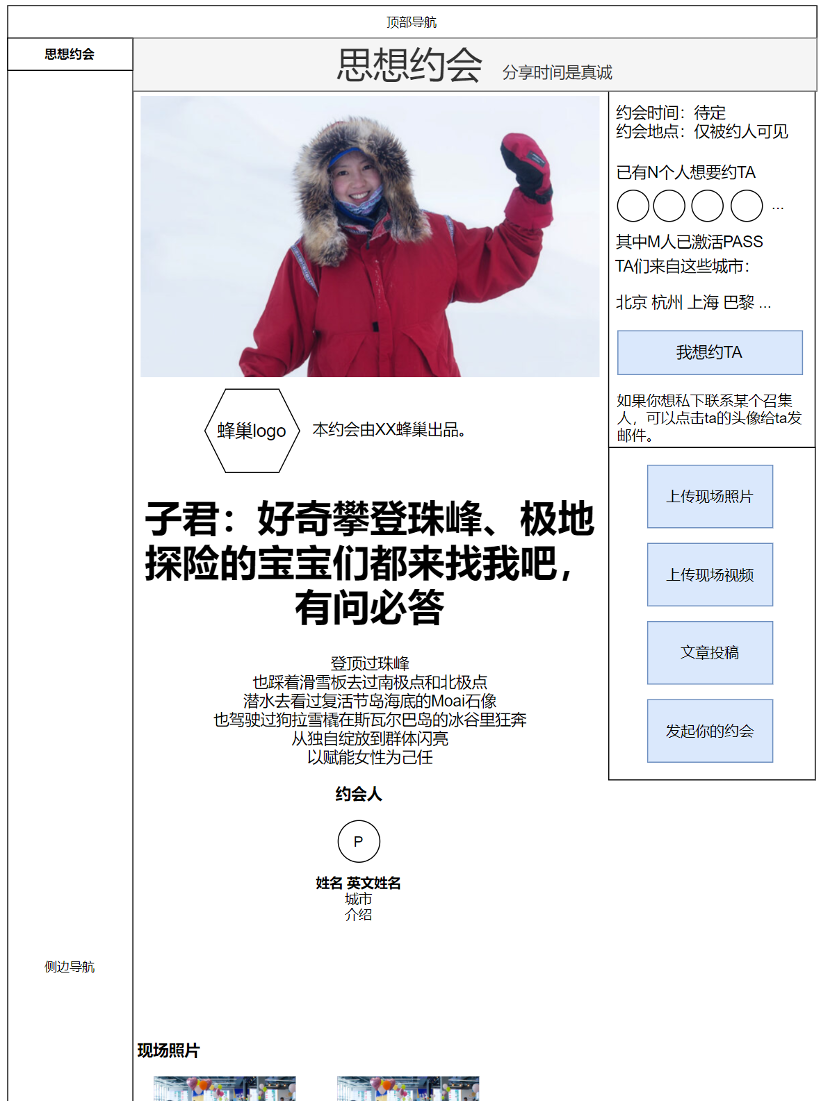 顶部导航
思想约会
思想约会 分享时间是真诚
约会时间：待定
约会地点：仅被约人可见
已有N个人想要约TA
...
其中M人已激活PASS
TA们来自这些城市：
北京 杭州 上海 巴黎 ...
我想约TA
如果你想私下联系某个召集
人，可以点击ta的头像给ta发
邮件。
蜂巢logo
本约会由XX蜂巢出品。
上传现场照片
上传现场视频
文章投稿
发起你的约会
子君：好奇攀登珠峰、极地
探险的宝宝们都来找我吧，
有问必答
登顶过珠峰
也踩着滑雪板去过南极点和北极点
潜水去看过复活节岛海底的Moai石像
也驾驶过狗拉雪橇在斯瓦尔巴岛的冰谷里狂奔
从独自绽放到群体闪亮
以赋能女性为己任
约会人
P
姓名 英文姓名
城市
介绍
侧边导航
现场照片